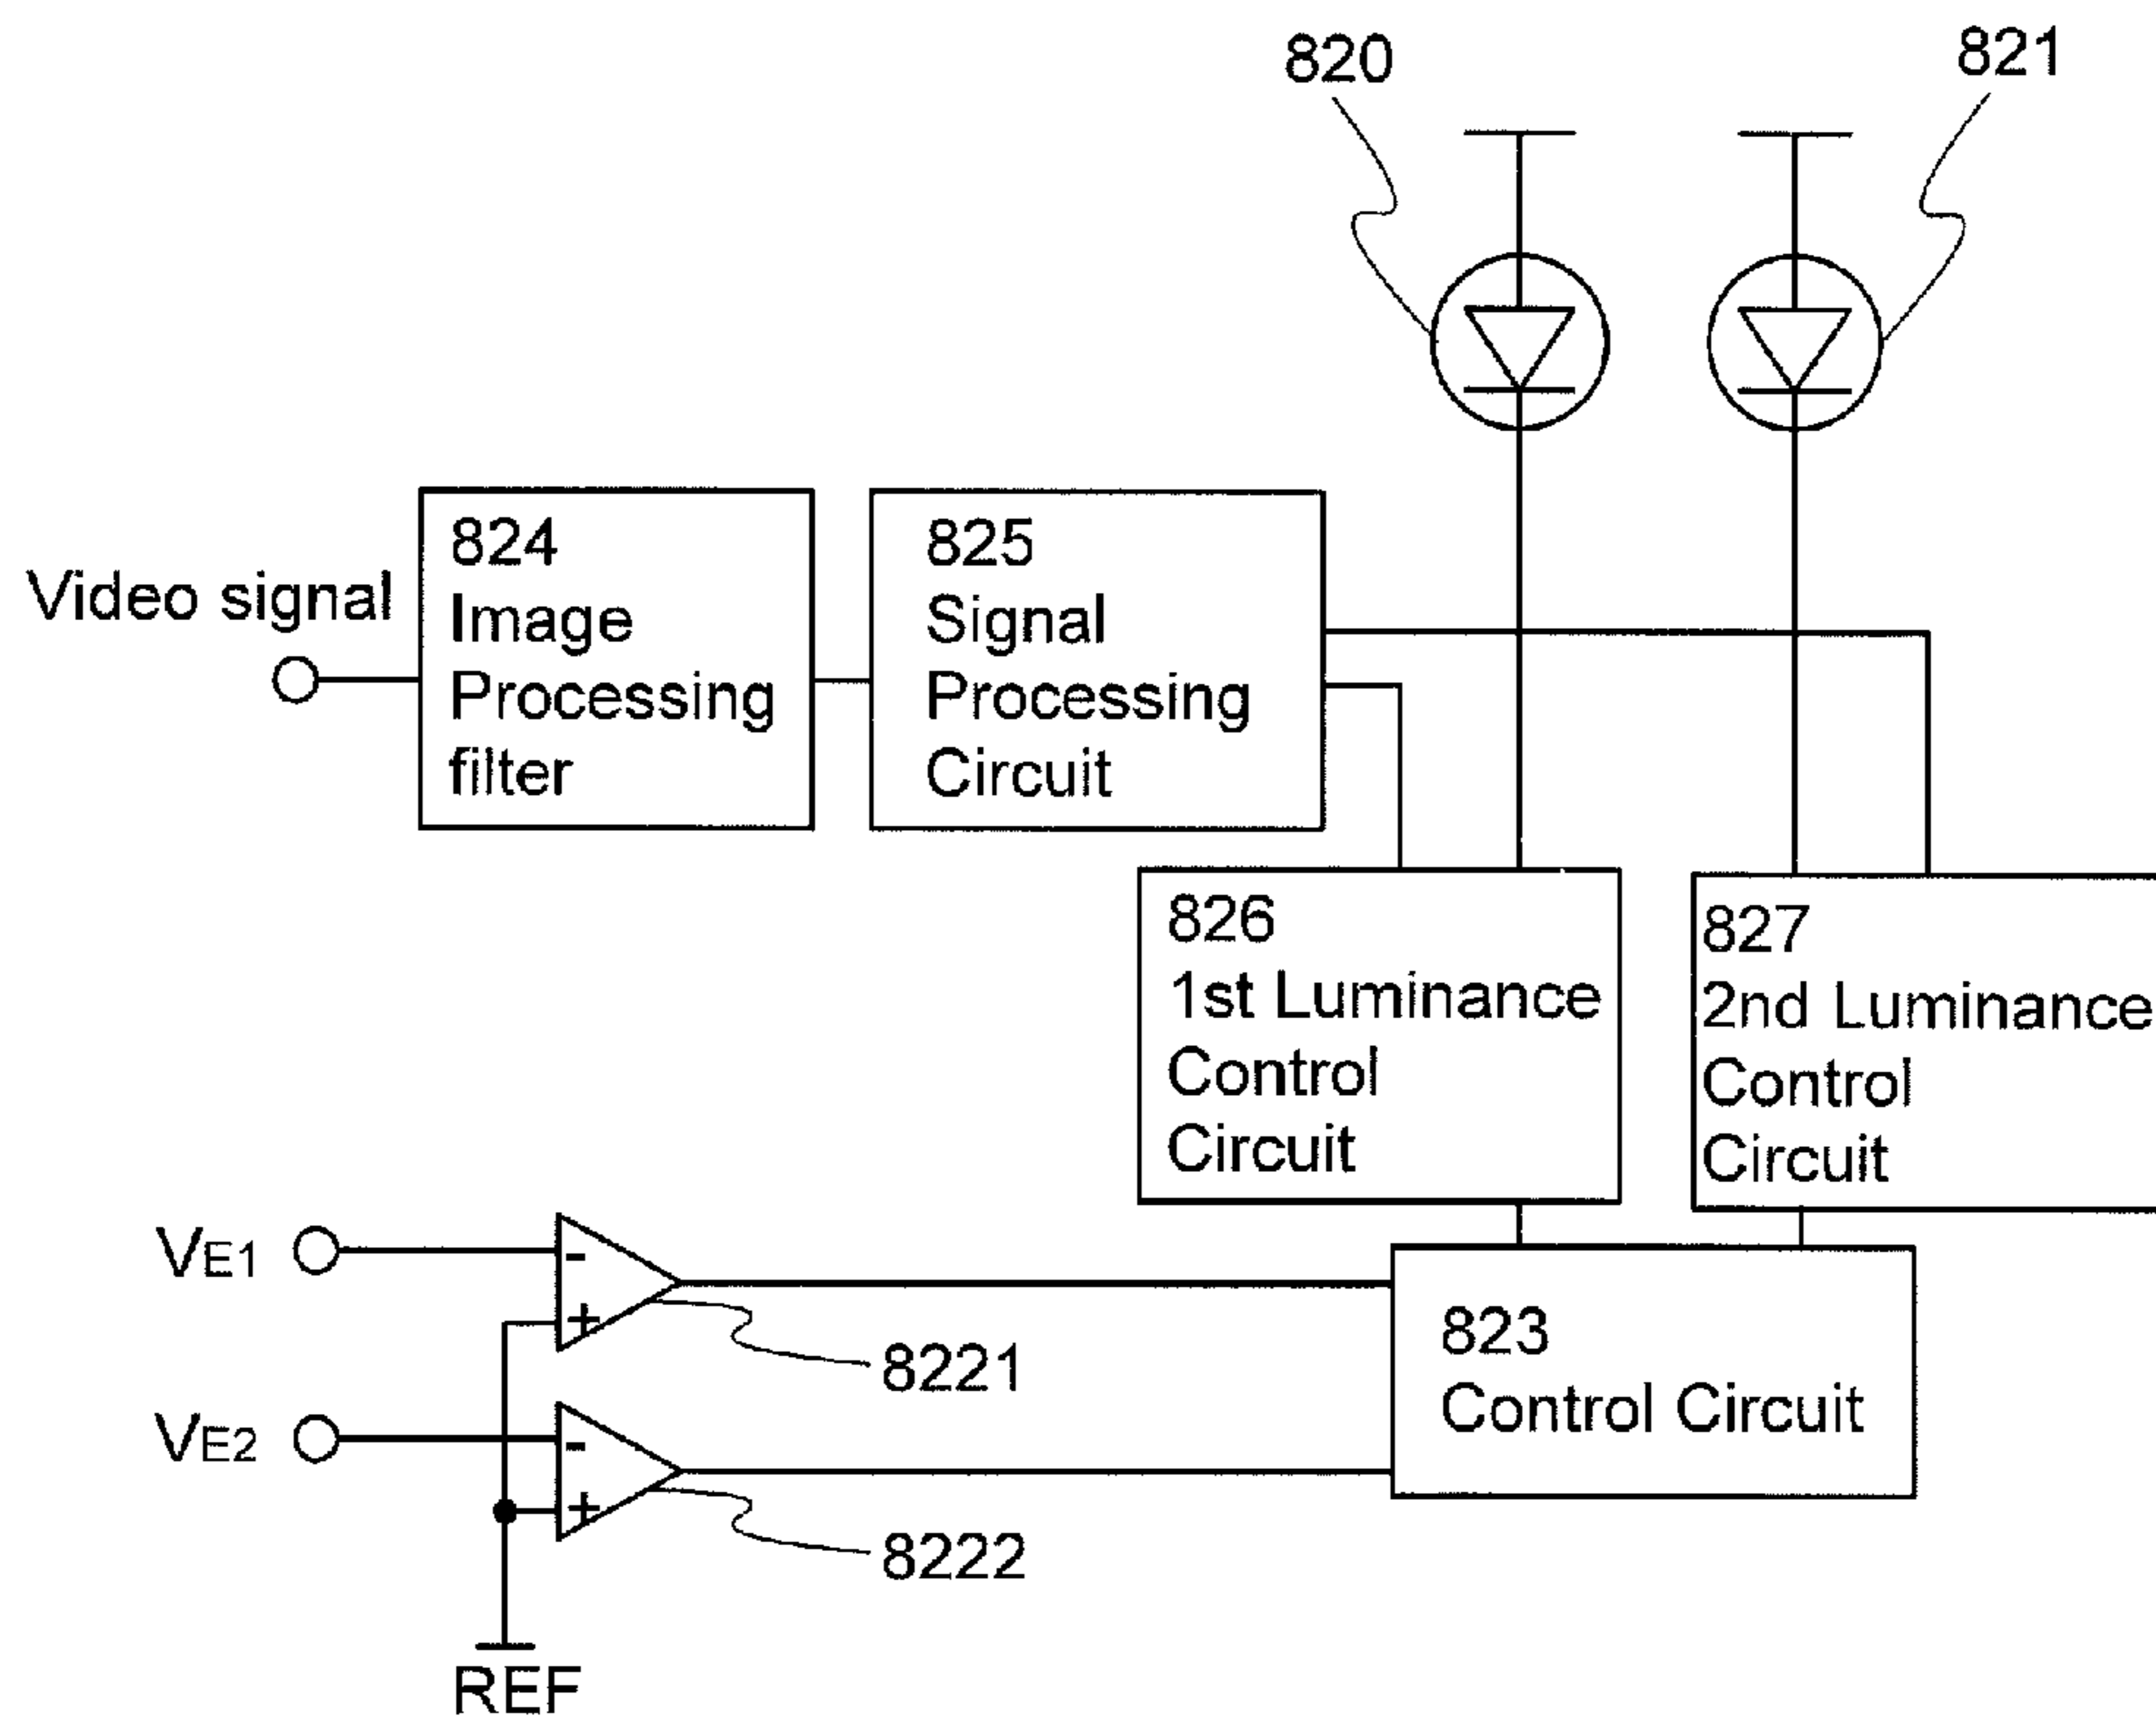 820
821
Video signal
824
Image
Processing
filter
825
Signal
Processing
Circuit
826
1st Luminance
Control
Circuit
827
2nd Luminance
Control
Circuit
VE1
-
+
8221
VE2
-
+
8222
823
Control Circuit
REF